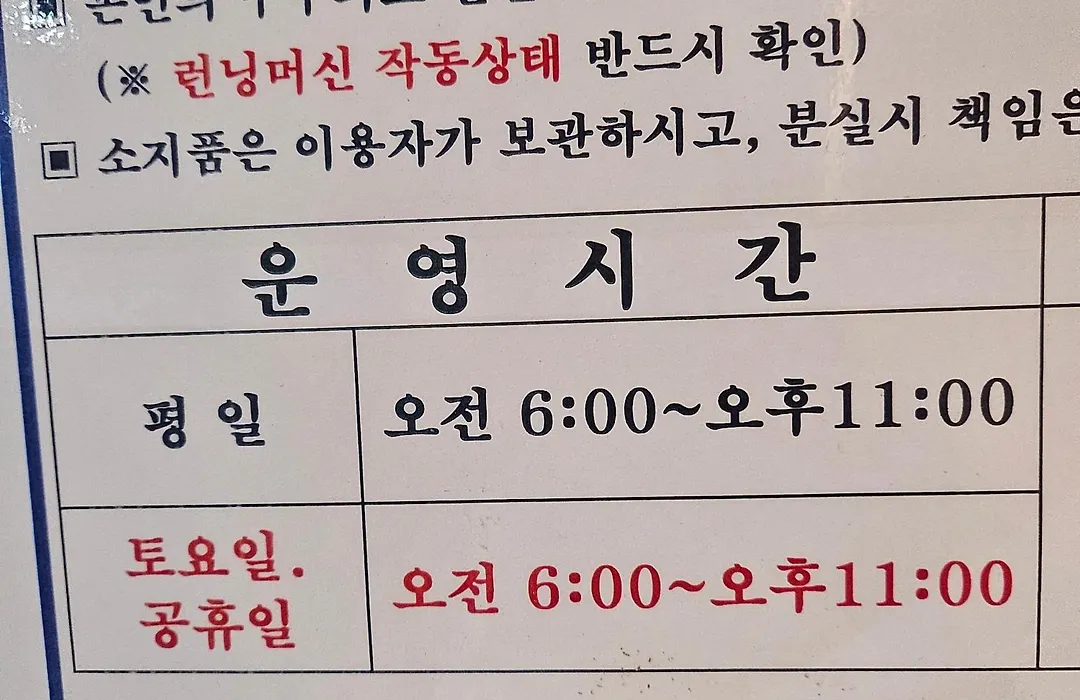 (※ 런닝머신 작동상태 반드시 확인)
▣ 소지품은 이용자가 보관하시고, 분실시 책임은
운 영 시 간
평 일
오전 6:00~오후11:00
토요일.
공휴일
오전 6:00~오후11:00